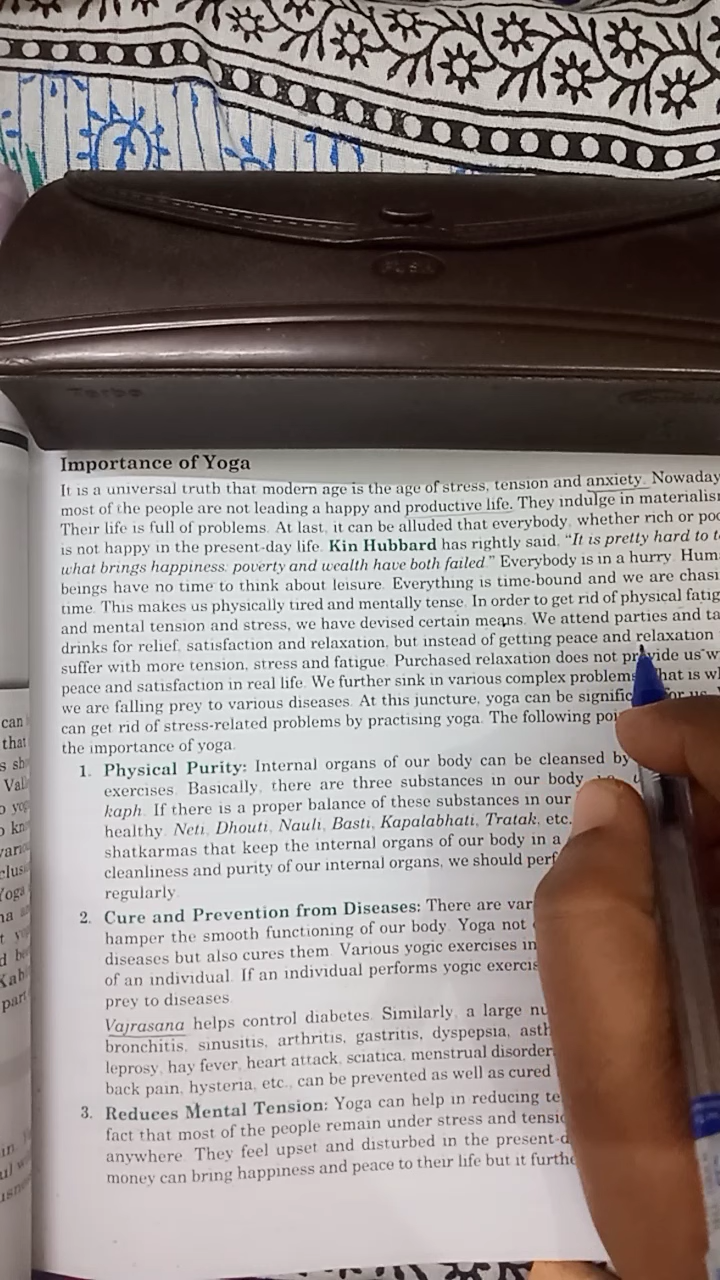 Importance of Yoga
It is a universal truth that modern age is the age of stress, tension and anxiety. Nowaday
most of the people are not leading a happy and productive life. They indulge in materialis
Their life is full of problems. At last, it can be alluded that everybody, whether rich or poo
is not happy in the present-day life. Kin Hubbard has rightly said, "It is pretty hard to t
what brings happiness: poverty and wealth have both failed." Everybody is in a hurry. Hum
beings have no time to think about leisure. Everything is time-bound and we are chasi
time. This makes us physically tired and mentally tense. In order to get rid of physical fatig
and mental tension and stress, we have devised certain means. We attend parties and ta
drinks for relief, satisfaction and relaxation, but instead of getting peace and relaxation
suffer with more tension, stress and fatigue. Purchased relaxation does not provide us w
peace and satisfaction in real life. We further sink in various complex problems. That is wh
we are falling prey to various diseases. At this juncture, yoga can be signific or us
can get rid of stress-related problems by practising yoga. The following poi
the importance of yoga.
1. Physical Purity: Internal organs of our body can be cleansed by
exercises. Basically, there are three substances in our body
kaph. If there is a proper balance of these substances in our
healthy. Neti, Dhouti, Nauli, Basti, Kapalabhati, Tratak, etc.
shatkarmas that keep the internal organs of our body in a
cleanliness and purity of our internal organs, we should perf
regularly.
2. Cure and Prevention from Diseases: There are var
hamper the smooth functioning of our body. Yoga not
diseases but also cures them. Various yogic exercises in
of an individual. If an individual performs yogic exercis
prey to diseases.
Vajrasana helps control diabetes. Similarly, a large nu
bronchitis, sinusitis, arthritis, gastritis, dyspepsia, asth
leprosy, hay fever, heart attack, sciatica, menstrual disorder
back pain, hysteria, etc., can be prevented as well as cured
3. Reduces Mental Tension: Yoga can help in reducing te
fact that most of the people remain under stress and tensio
anywhere. They feel upset and disturbed in the present-d
money can bring happiness and peace to their life but it furthe
can
that